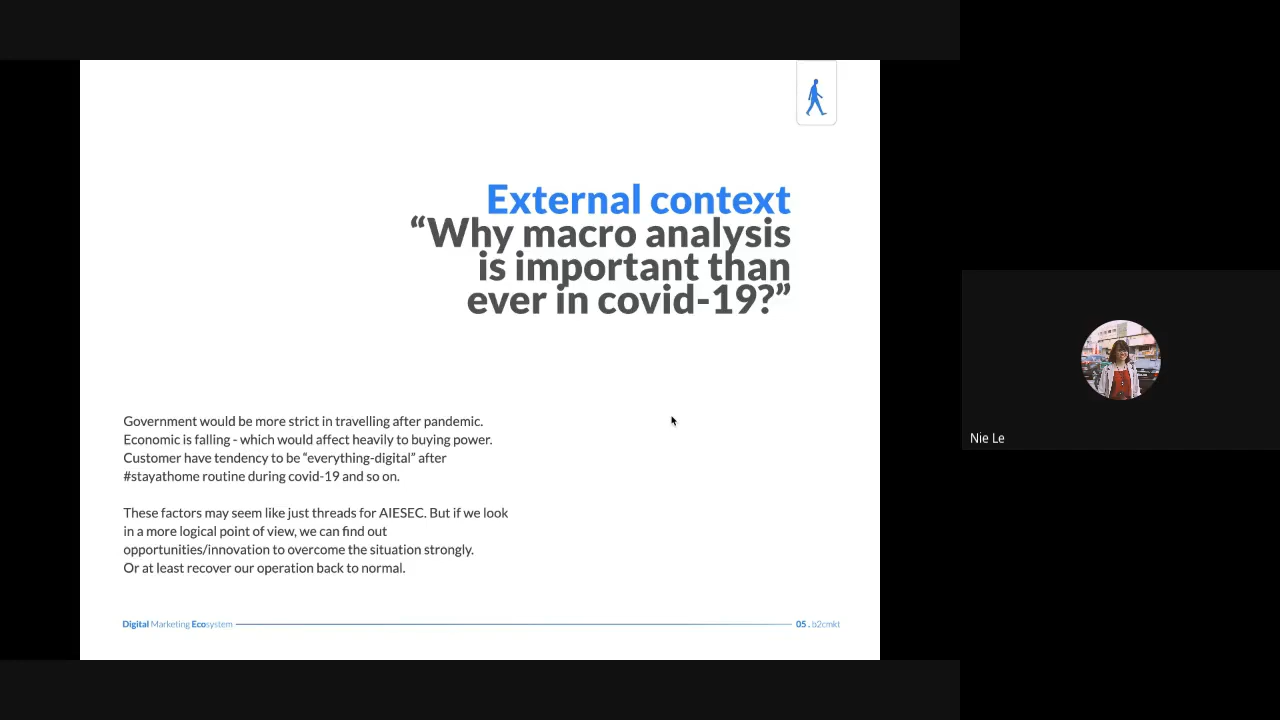 External context
“Why macro analysis
is important than
ever in covid-19?”
Government would be more strict in travelling after pandemic.
Economic is falling - which would affect heavily to buying power.
Customer have tendency to be “everything-digital” after
#stayathome routine during covid-19 and so on.
These factors may seem like just threads for AIESEC. But if we look
in a more logical point of view, we can find out
opportunities/innovation to overcome the situation strongly.
Or at least recover our operation back to normal.
Digital Marketing Ecosystem
05 . b2cmkt
Nie Le